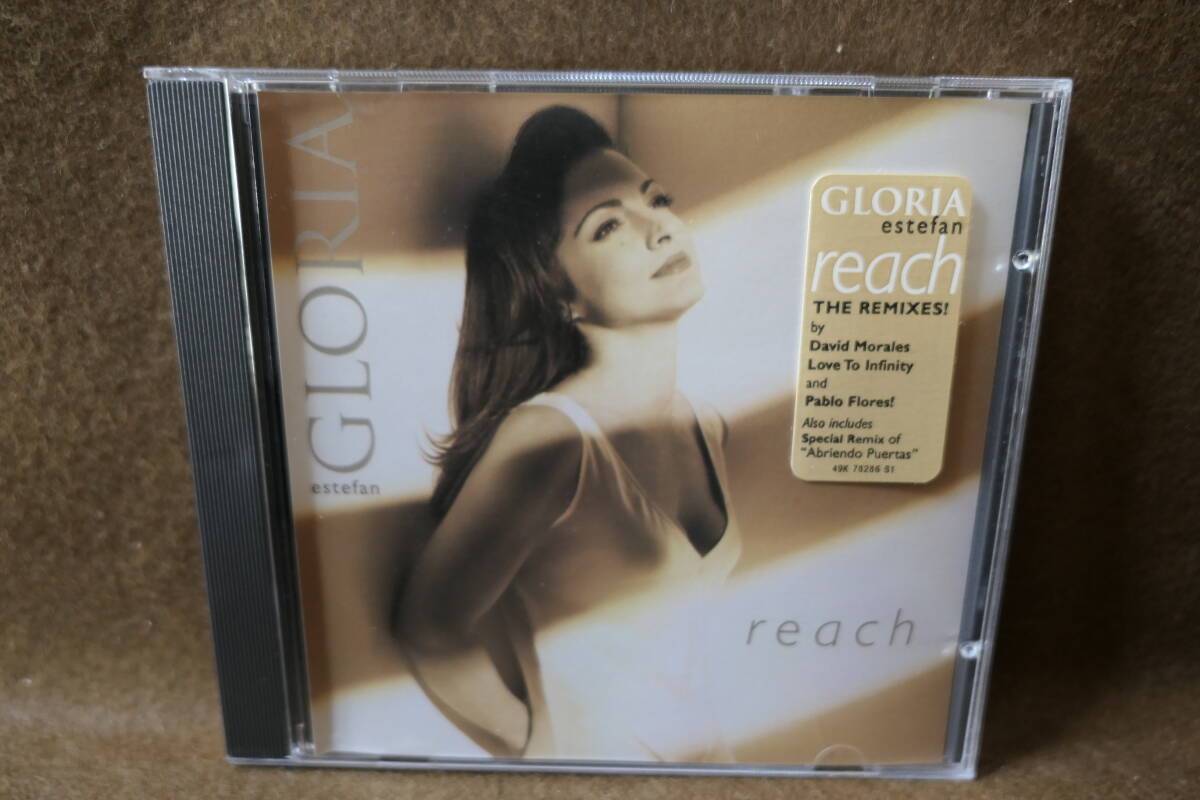 GLORIA
estefan
GLORIA
estefan
reach
THE REMIXES!
by
David Morales
Love To Infinity
and
Pablo Flores!
Also includes
Special Remix of
"Abriendo Puertas"
49K 78286 S1
reach